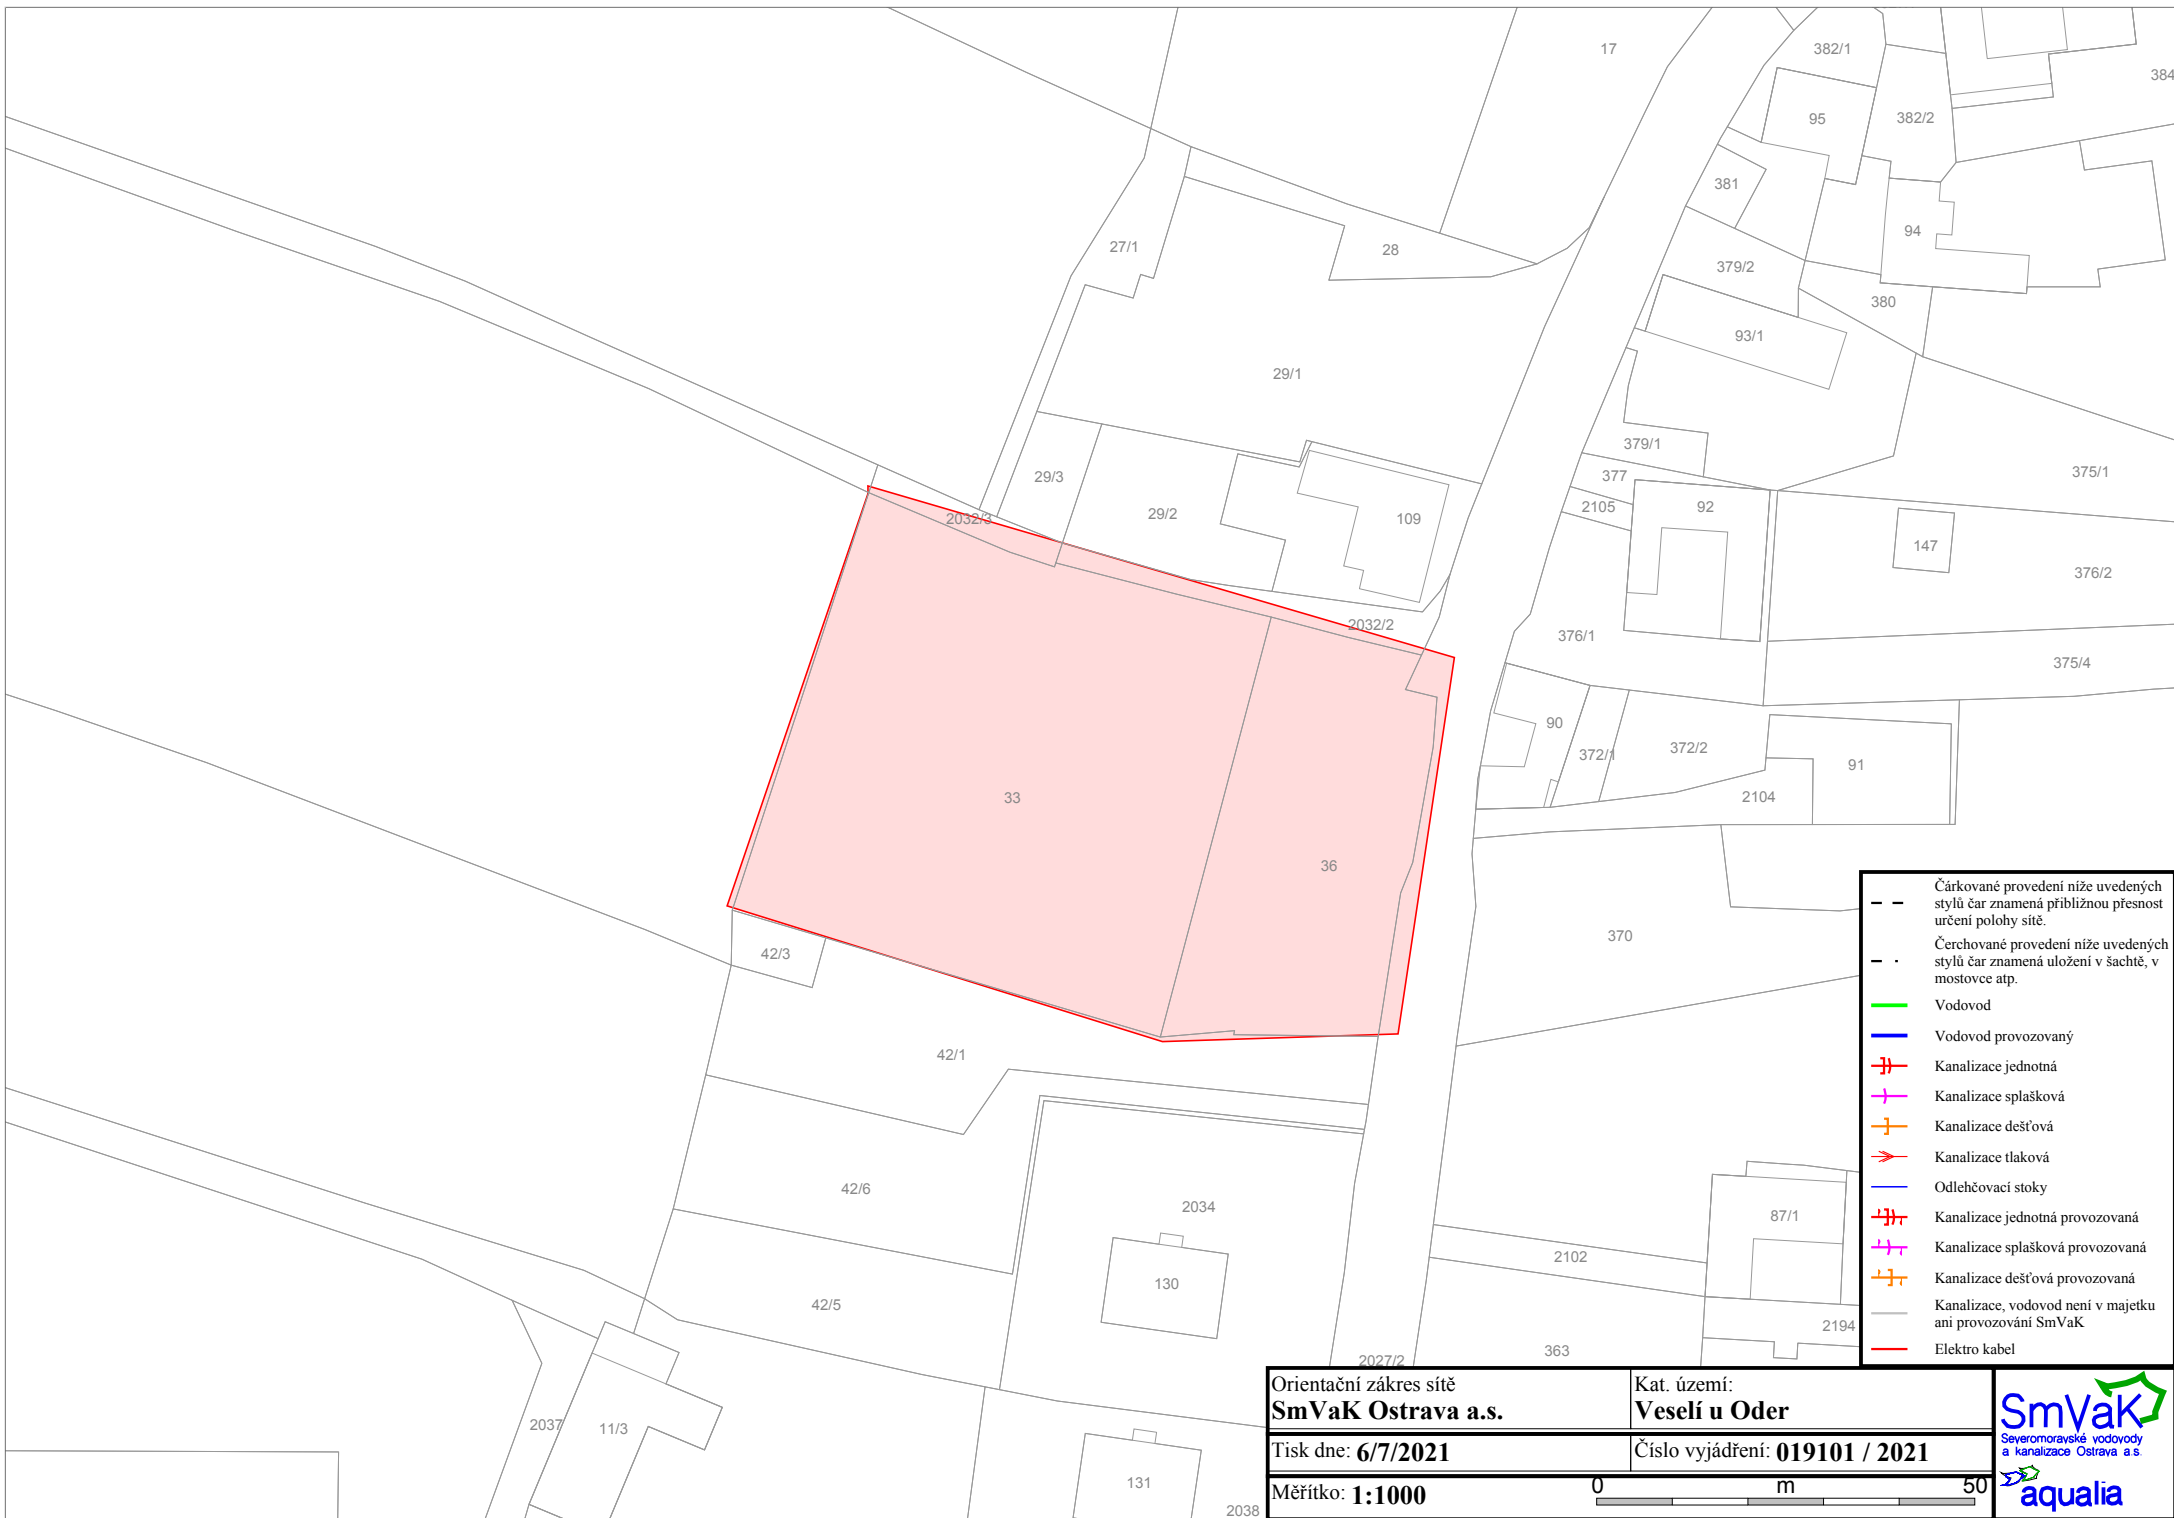 17
382/1
384
95
382/2
381
94
27/1
28
379/2
380
93/1
29/1
379/1
375/1
377
29/3
2105
92
29/2
109
2032/3
147
376/2
2032/2
376/1
375/4
90
372/1
372/2
91
33
2104
36
370
42/3
42/1
42/6
2034
87/1
2102
130
42/5
2194
363
2027/2
2037
11/3
131
2038
Čárkované provedení níže uvedených
stylů čar znamená přibližnou přesnost
určení polohy sítě.
Čerchované provedení níže uvedených
stylů čar znamená uložení v šachtě, v
mostovce atp.
Vodovod
Vodovod provozovaný
Kanalizace jednotná
Kanalizace splašková
Kanalizace dešťová
Kanalizace tlaková
Odlehčovací stoky
Kanalizace jednotná provozovaná
Kanalizace splašková provozovaná
Kanalizace dešťová provozovaná
Kanalizace, vodovod není v majetku
ani provozování SmVaK
Elektro kabel
Orientační zákres sítě
SmVaK Ostrava a.s.
Kat. území:
Veselí u Oder
Tisk dne: 6/7/2021
Číslo vyjádření: 019101 / 2021
Měřítko: 1:1000
0 m 50
SmVaK
Severomoravské vodovody
a kanalizace Ostrava a.s.
aqualia